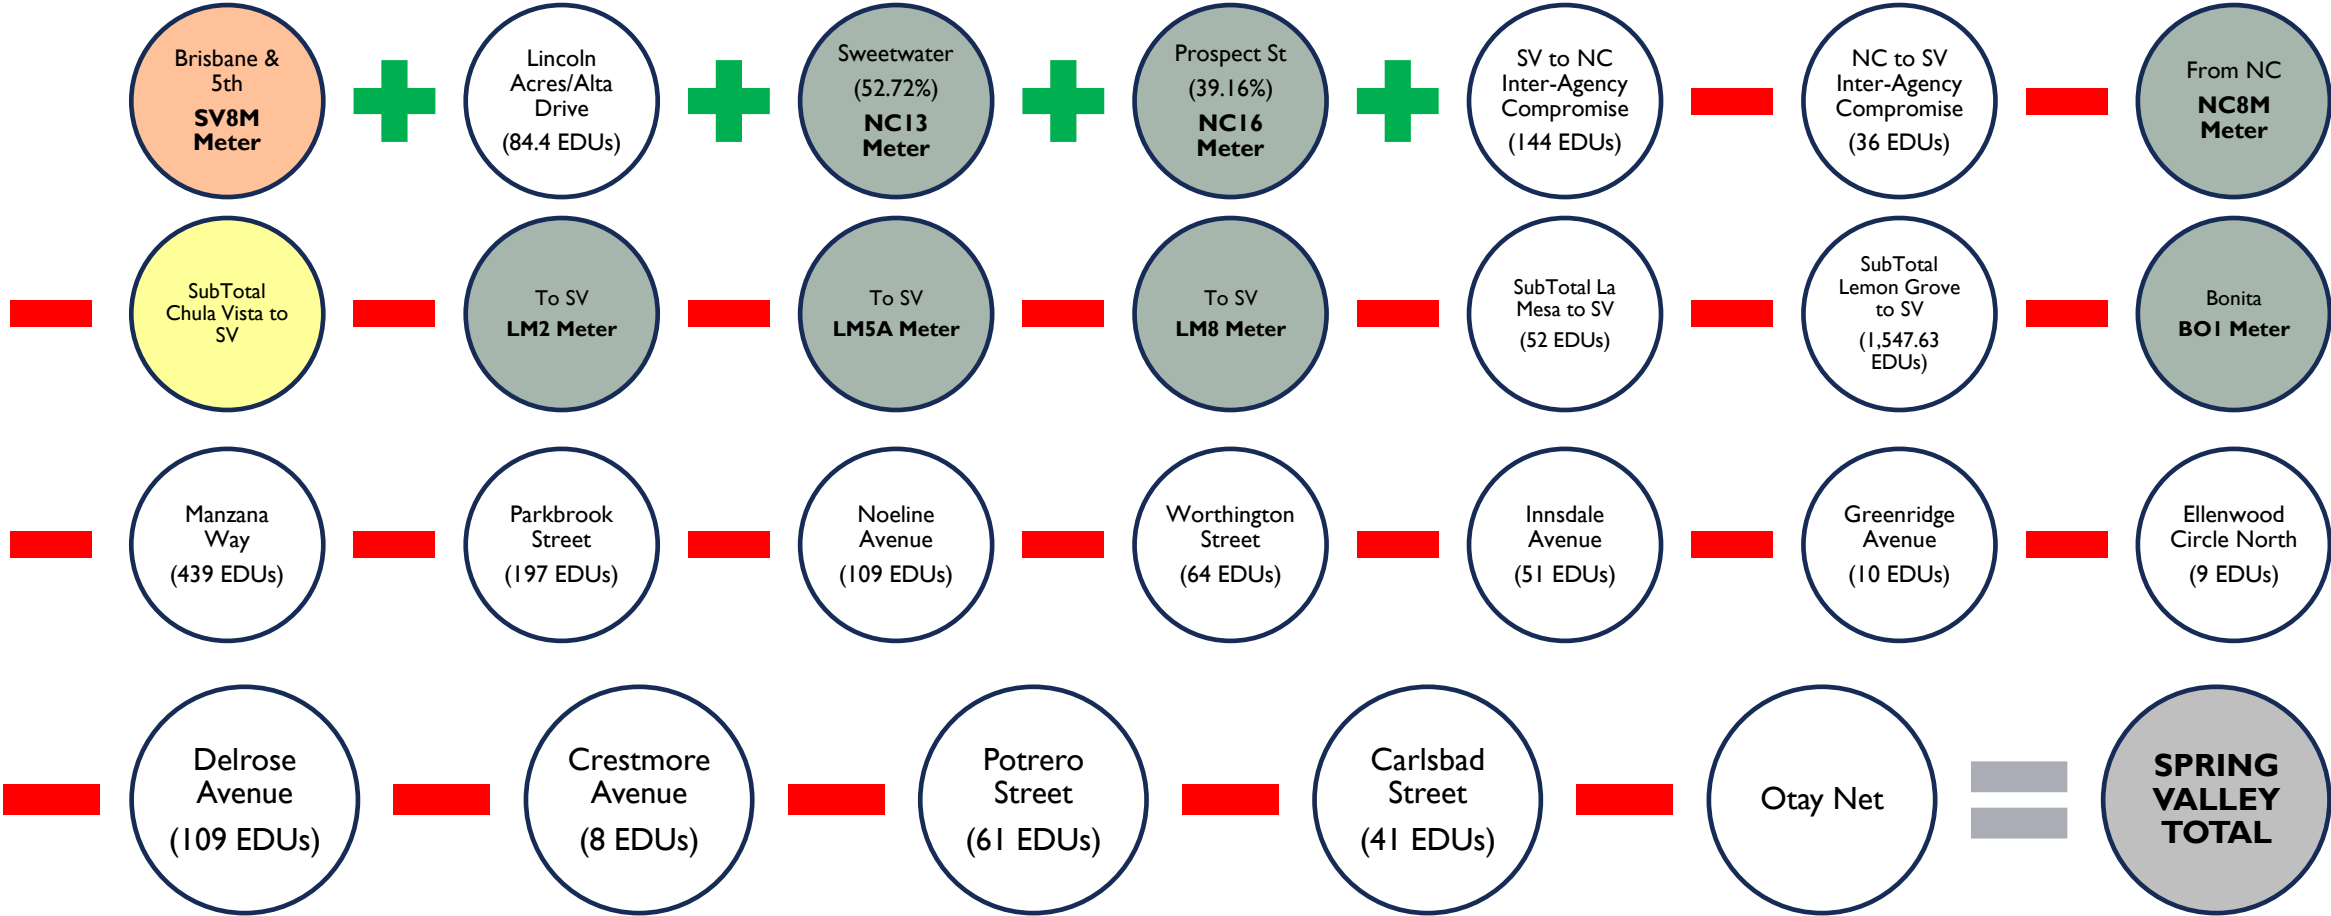 Brisbane &
5th
SV8M
Meter
Lincoln
Acres/Alta
Drive
(84.4 EDUs)
Sweetwater
(52.72%)
NC13
Meter
Prospect St
(39.16%)
NC16
Meter
SV to NC
Inter-Agency
Compromise
(144 EDUs)
NC to SV
Inter-Agency
Compromise
(36 EDUs)
From NC
NC8M
Meter
SubTotal
Chula Vista to
SV
To SV
LM2 Meter
To SV
LM5A Meter
To SV
LM8 Meter
SubTotal La
Mesa to SV
(52 EDUs)
SubTotal
Lemon Grove
to SV
(1,547.63
EDUs)
Bonita
BO1 Meter
Manzana
Way
(439 EDUs)
Parkbrook
Street
(197 EDUs)
Noeline
Avenue
(109 EDUs)
Worthington
Street
(64 EDUs)
Innsdale
Avenue
(51 EDUs)
Greenridge
Avenue
(10 EDUs)
Ellenwood
Circle North
(9 EDUs)
Delrose
Avenue
(109 EDUs)
Crestmore
Avenue
(8 EDUs)
Potrero
Street
(61 EDUs)
Carlsbad
Street
(41 EDUs)
Otay Net
SPRING
VALLEY
TOTAL